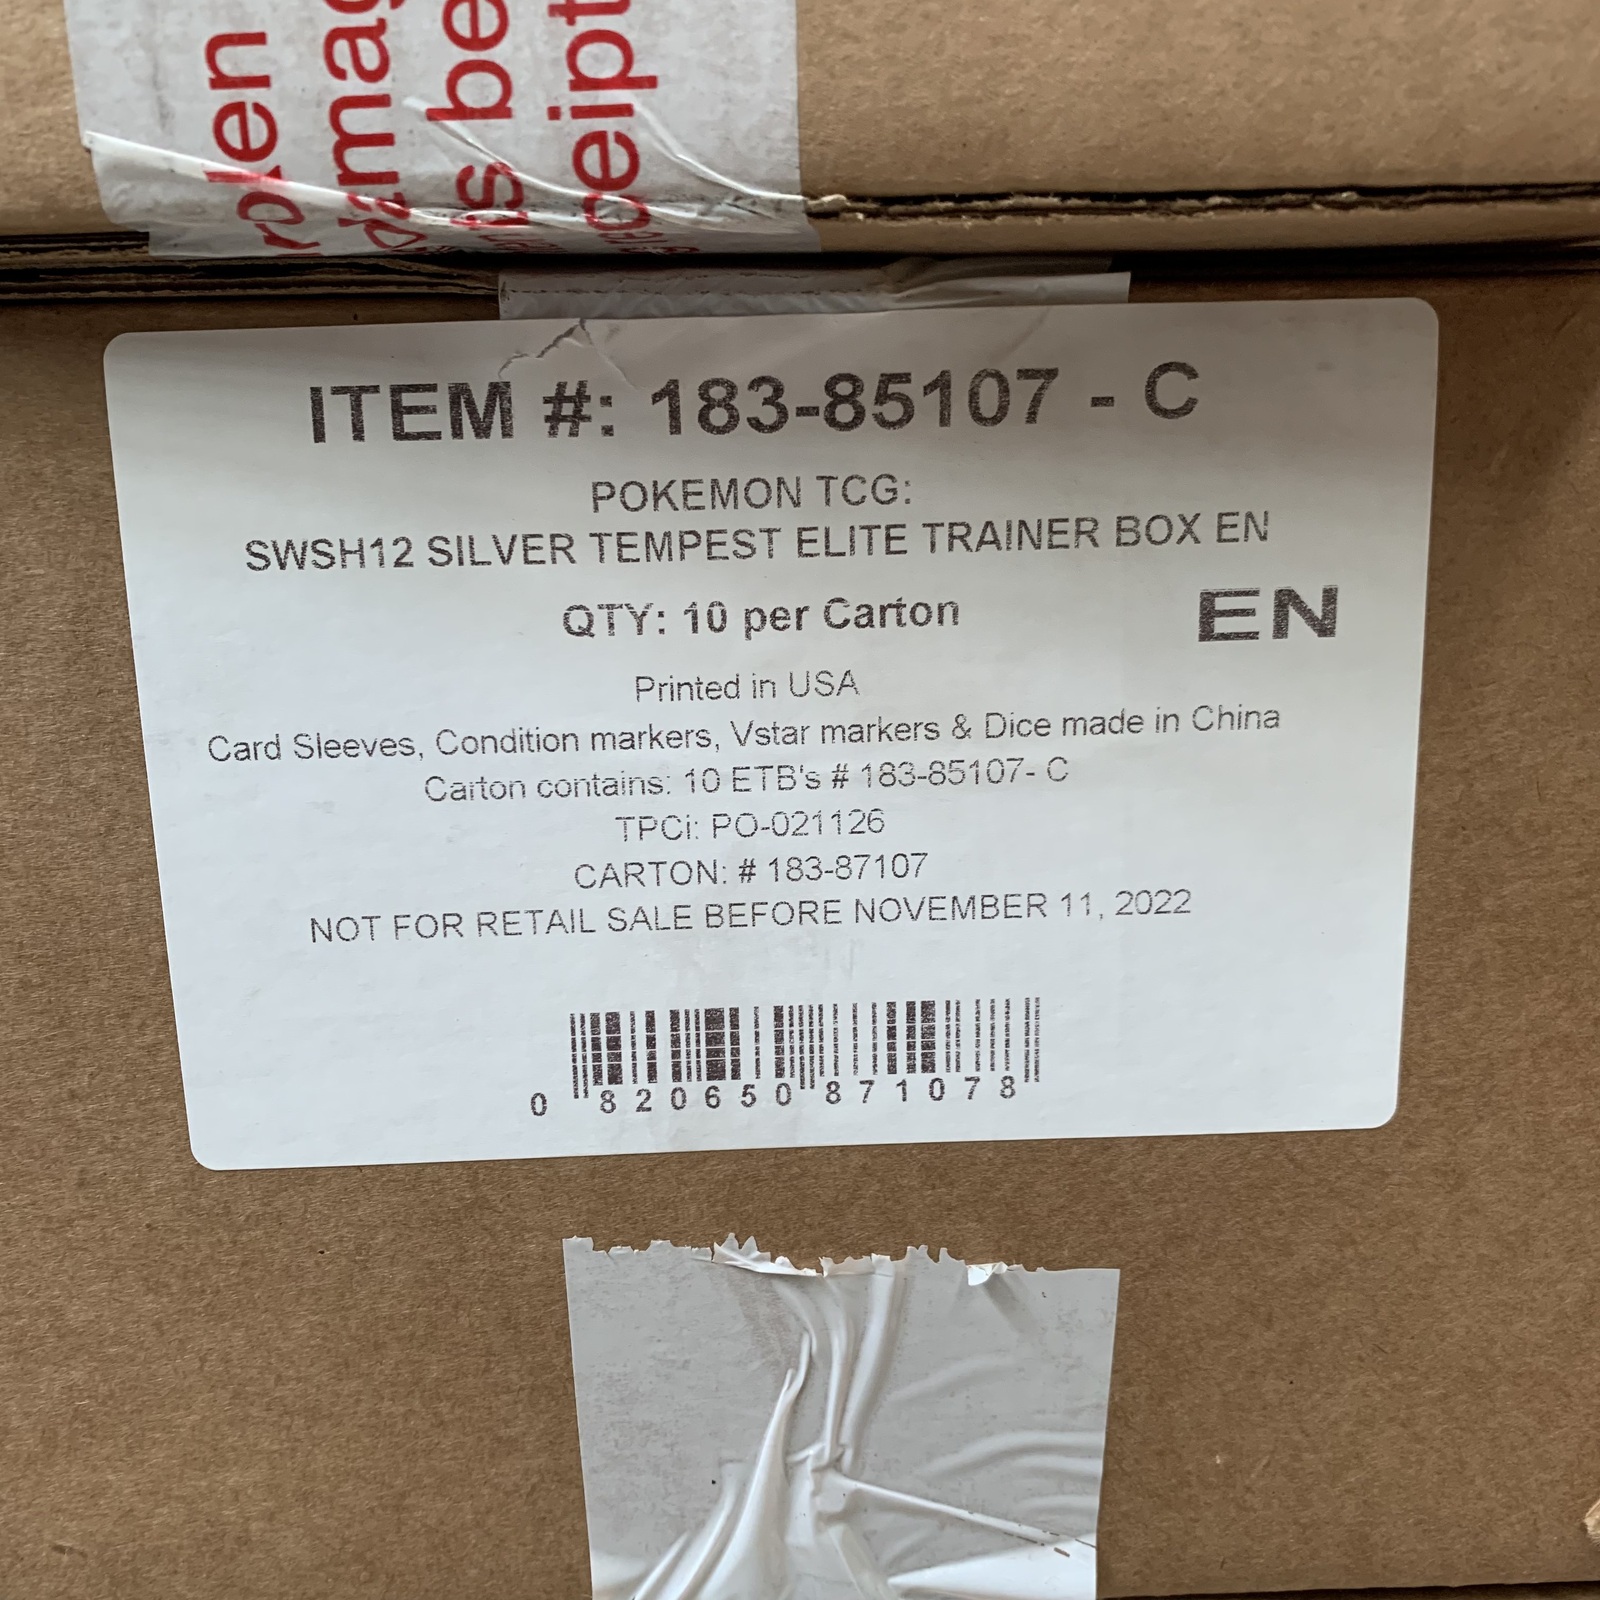 ITEM #: 183-85107 - C
POKEMON TCG:
SWSH12 SILVER TEMPEST ELITE TRAINER BOX EN
QTY: 10 per Carton
EN
Printed in USA
Card Sleeves, Condition markers, Vstar markers & Dice made in China
Carton contains: 10 ETB's # 183-85107- C
TPCi: PO-021126
CARTON: # 183-87107
NOT FOR RETAIL SALE BEFORE NOVEMBER 11, 2022
0 820650 871078